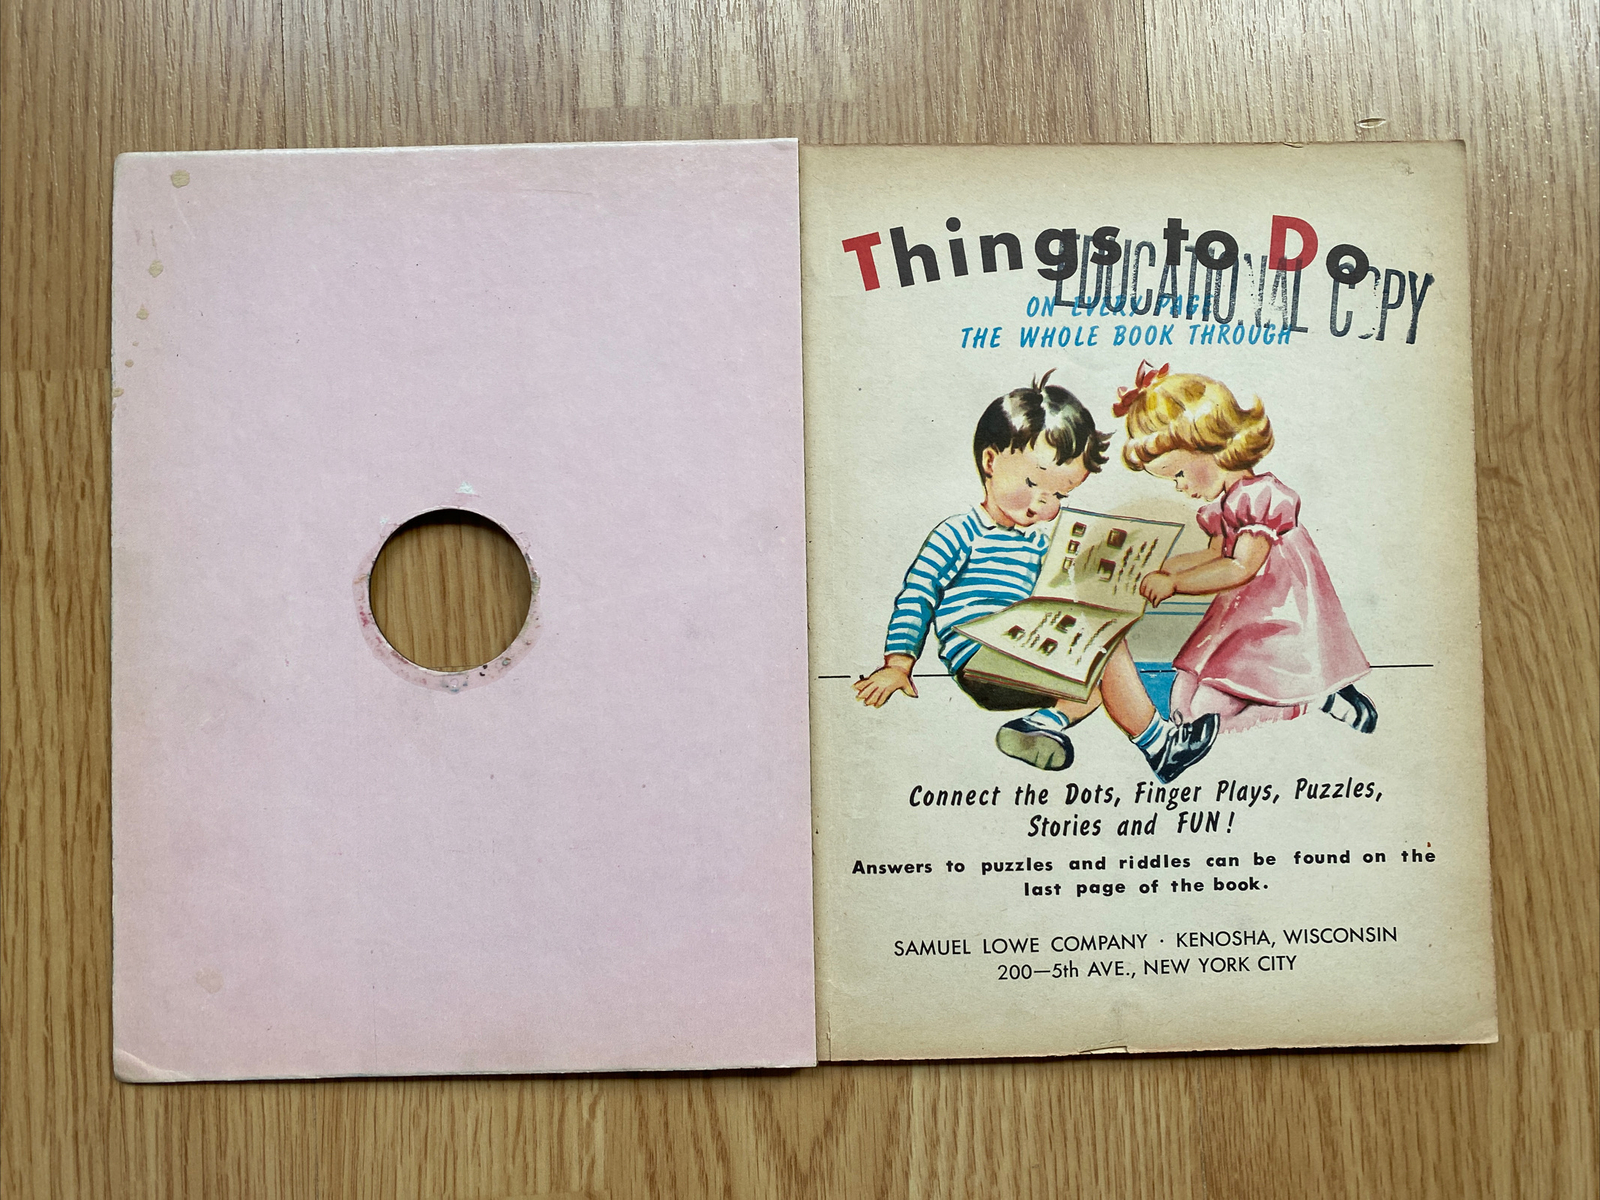 Things to Do
EDUCATIONAL COPY
ON EVERY PAGE
THE WHOLE BOOK THROUGH
Connect the Dots, Finger Plays, Puzzles,
Stories and FUN!
Answers to puzzles and riddles can be found on the
last page of the book.
SAMUEL LOWE COMPANY · KENOSHA, WISCONSIN
200—5th AVE., NEW YORK CITY